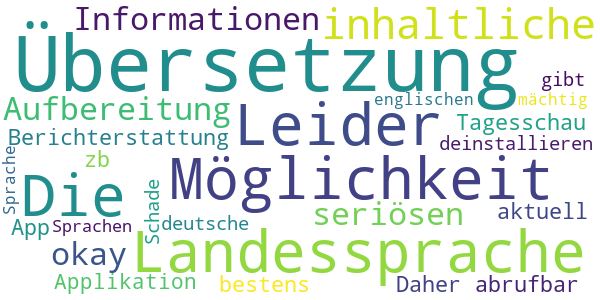 Informationen inhaltliche
Übersetzung
gibt
Aufbereitung Leider englischen mächtig
Berichterstattung Tagesschau
deinstallieren
zb Möglichkeit
Sprache Die Schade seriösen aktuell
App Sprachen deutsche
okay Landessprache
Applikation bestens Daher abrufbar